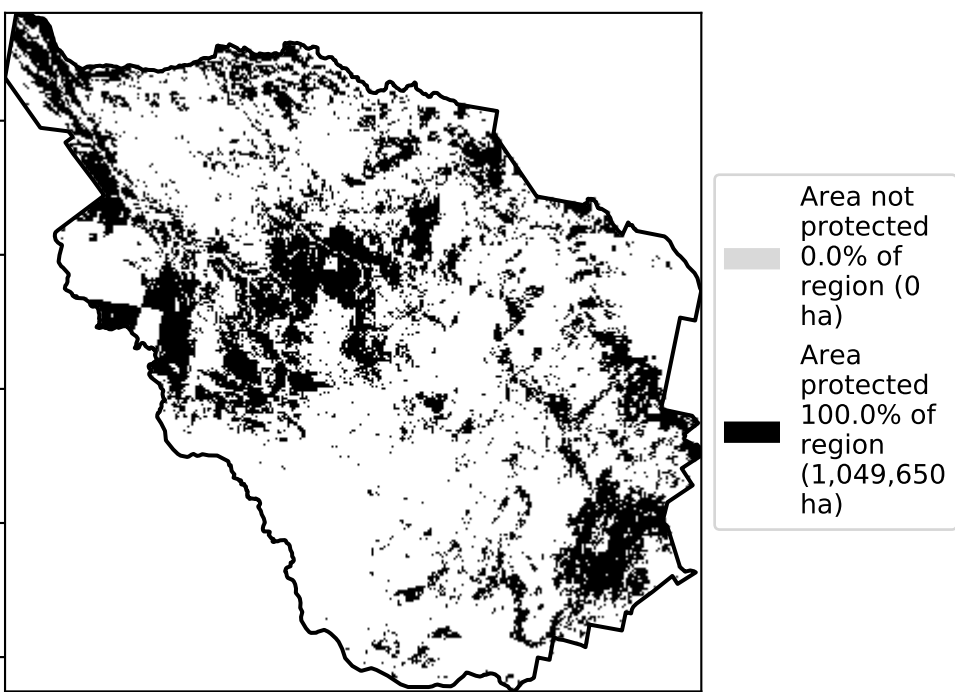 Area not
protected
0.0% of
region (0
ha)
Area
protected
100.0% of
region
(1,049,650
ha)